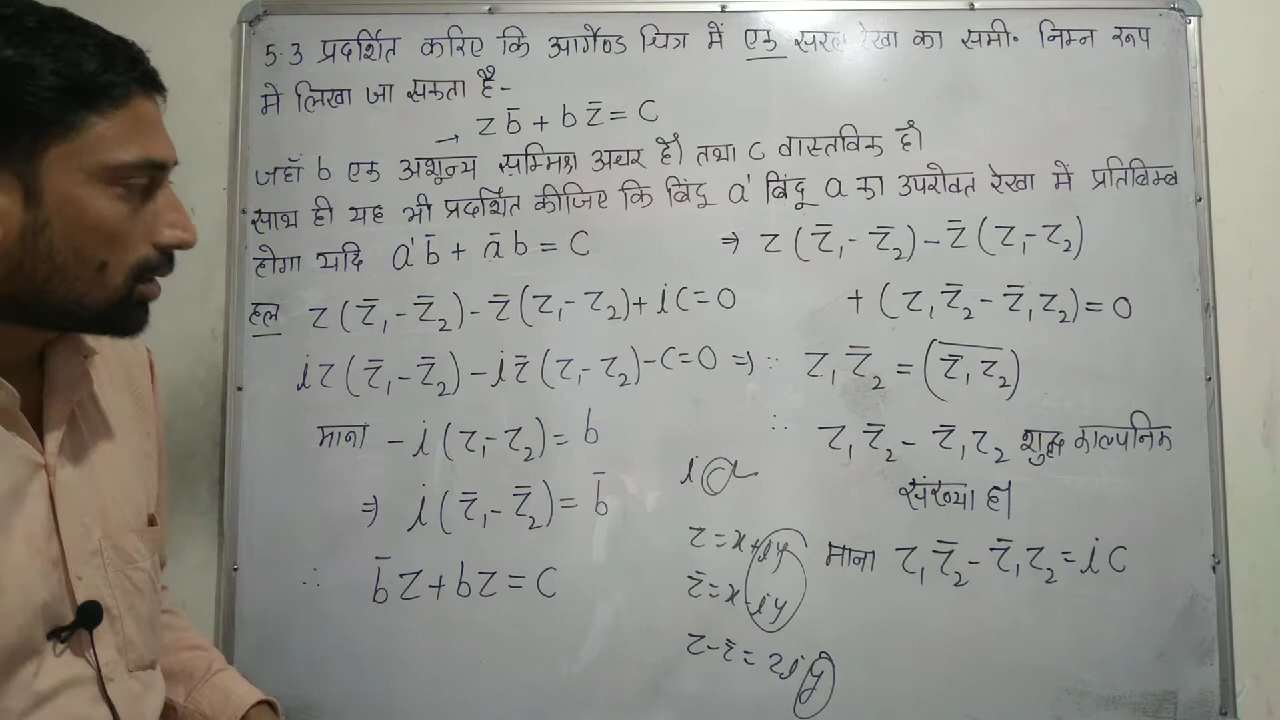 5.3 प्रदर्शित करिए कि आर्गेण्ड चित्र में एक सरल रेखा का समी. निम्न रूप
मे लिखा जा सकता है-
→ z b̄ + b z̄ = C
जहाँ b एक अशून्य सम्मिश्र अचर है। तथा C वास्तविक है।
साथ ही यह भी प्रदर्शित कीजिए कि बिंदू a' बिंदू a का उपरोक्त रेखा में प्रतिबिम्ब
होगा यदि a' b̄ + ā b = C
⇒ z (z̄₁ - z̄₂) - z̄ (z₁ - z₂)
+ (z₁ z̄₂ - z̄₁ z₂) = 0
हल z (z̄₁ - z̄₂) - z̄ (z₁ - z₂) + i C = 0
i z (z̄₁ - z̄₂) - i z̄ (z₁ - z₂) - C = 0 ⇒
माना - i (z₁ - z₂) = b
⇒ i (z̄₁ - z̄₂) = b̄
∴ b̄ z + b z = C
∵ z₁ z̄₂ = (\overline{z̄₁ z₂})
∴ z₁ z̄₂ - z̄₁ z₂ शुद्ध काल्पनिक
संख्या है।
माना z₁ z̄₂ - z̄₁ z₂ = i C
z = x + iy
z̄ = x - iy
z - z̄ = 2iy